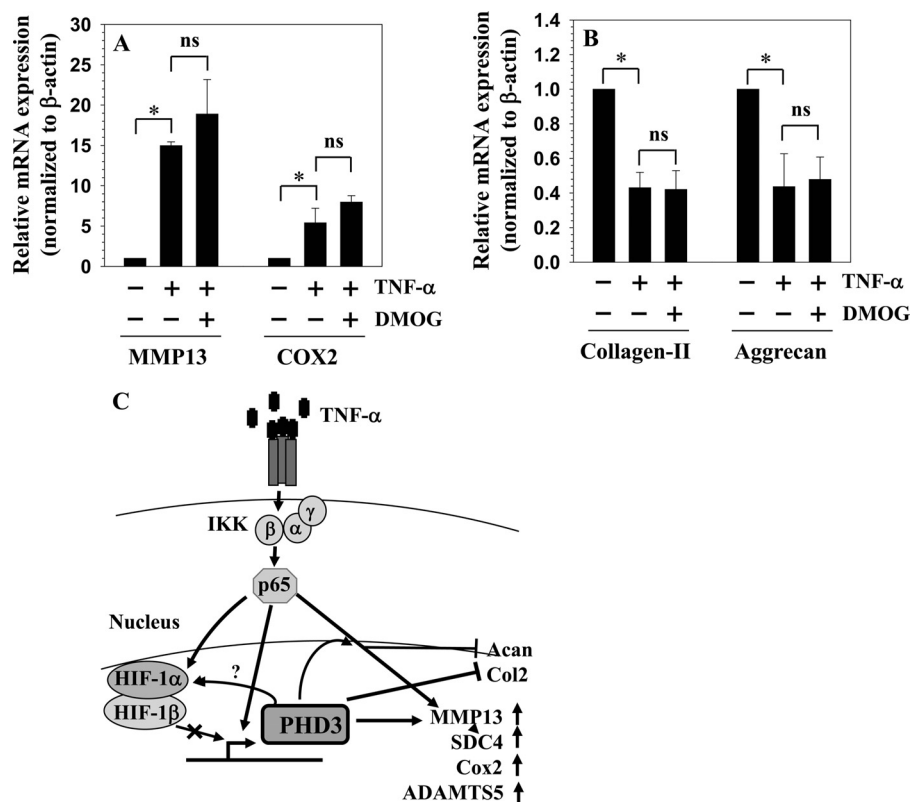 A
Relative mRNA expression
(normalized to β-actin)
30
25
20
15
10
5
0
* ns * ns
− + + − + + TNF-α
− − + − − + DMOG
MMP13 COX2
B
Relative mRNA expression
(normalized to β-actin)
1.4
1.2
1.0
0.8
0.6
0.4
0.2
0.0
* ns * ns
− + + − + + TNF-α
− − + − − + DMOG
Collagen-II Aggrecan
C
TNF-α
IKK β α γ
p65
Nucleus
Acan
Col2
HIF-1α ?
HIF-1β
PHD3
MMP13
SDC4
Cox2
ADAMTS5